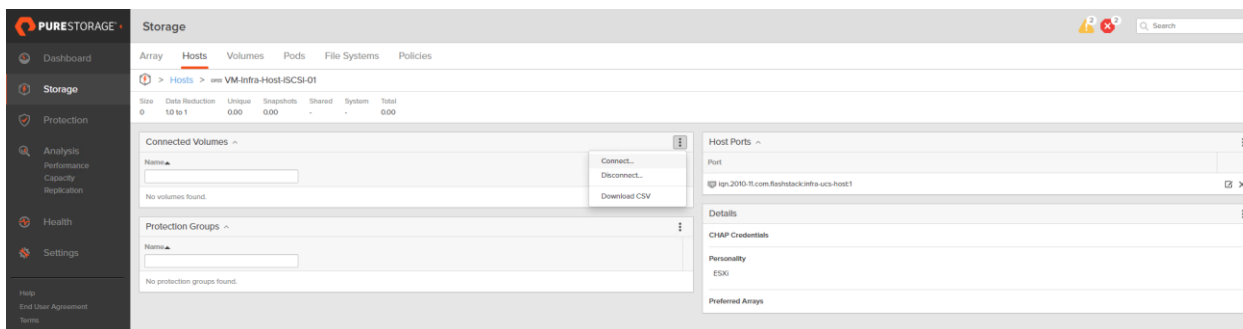 PURESTORAGE®
Storage
2
2
Search
Dashboard
Storage
Protection
Analysis
Performance
Capacity
Replication
Health
Settings
Help
End User Agreement
Terms
Array Hosts Volumes Pods File Systems Policies
> Hosts > VM-Infra-Host-iSCSI-01
Size Data Reduction Unique Snapshots Shared System Total
0 1.0 to 1 0.00 0.00 - - 0.00
Connected Volumes
Name
No volumes found.
Connect...
Disconnect...
Download CSV
Protection Groups
Name
No protection groups found.
Host Ports
Port
iqn.2010-11.com.flashstack:infra-ucs-host:1
Details
CHAP Credentials
Personality
ESXi
Preferred Arrays